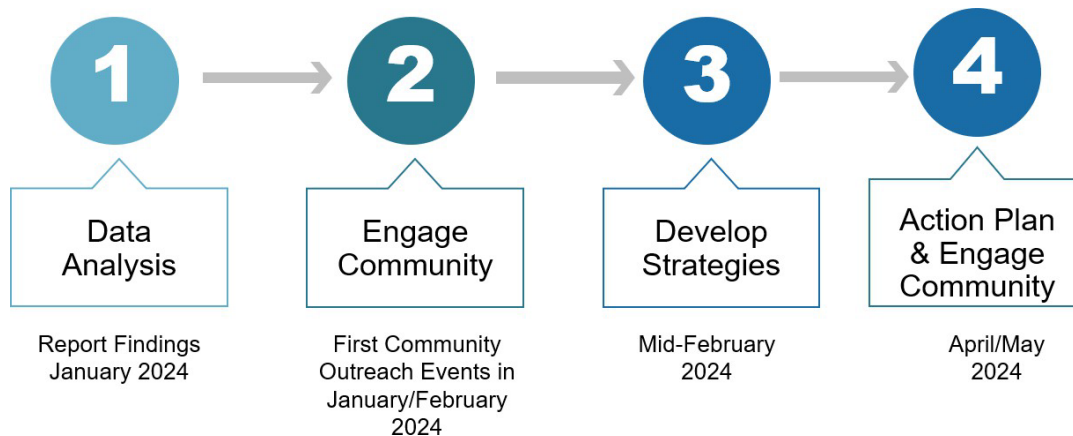 1
2
3
4
Data
Analysis
Engage
Community
Develop
Strategies
Action Plan
& Engage
Community
Report Findings
January 2024
First Community
Outreach Events in
January/February
2024
Mid-February
2024
April/May
2024